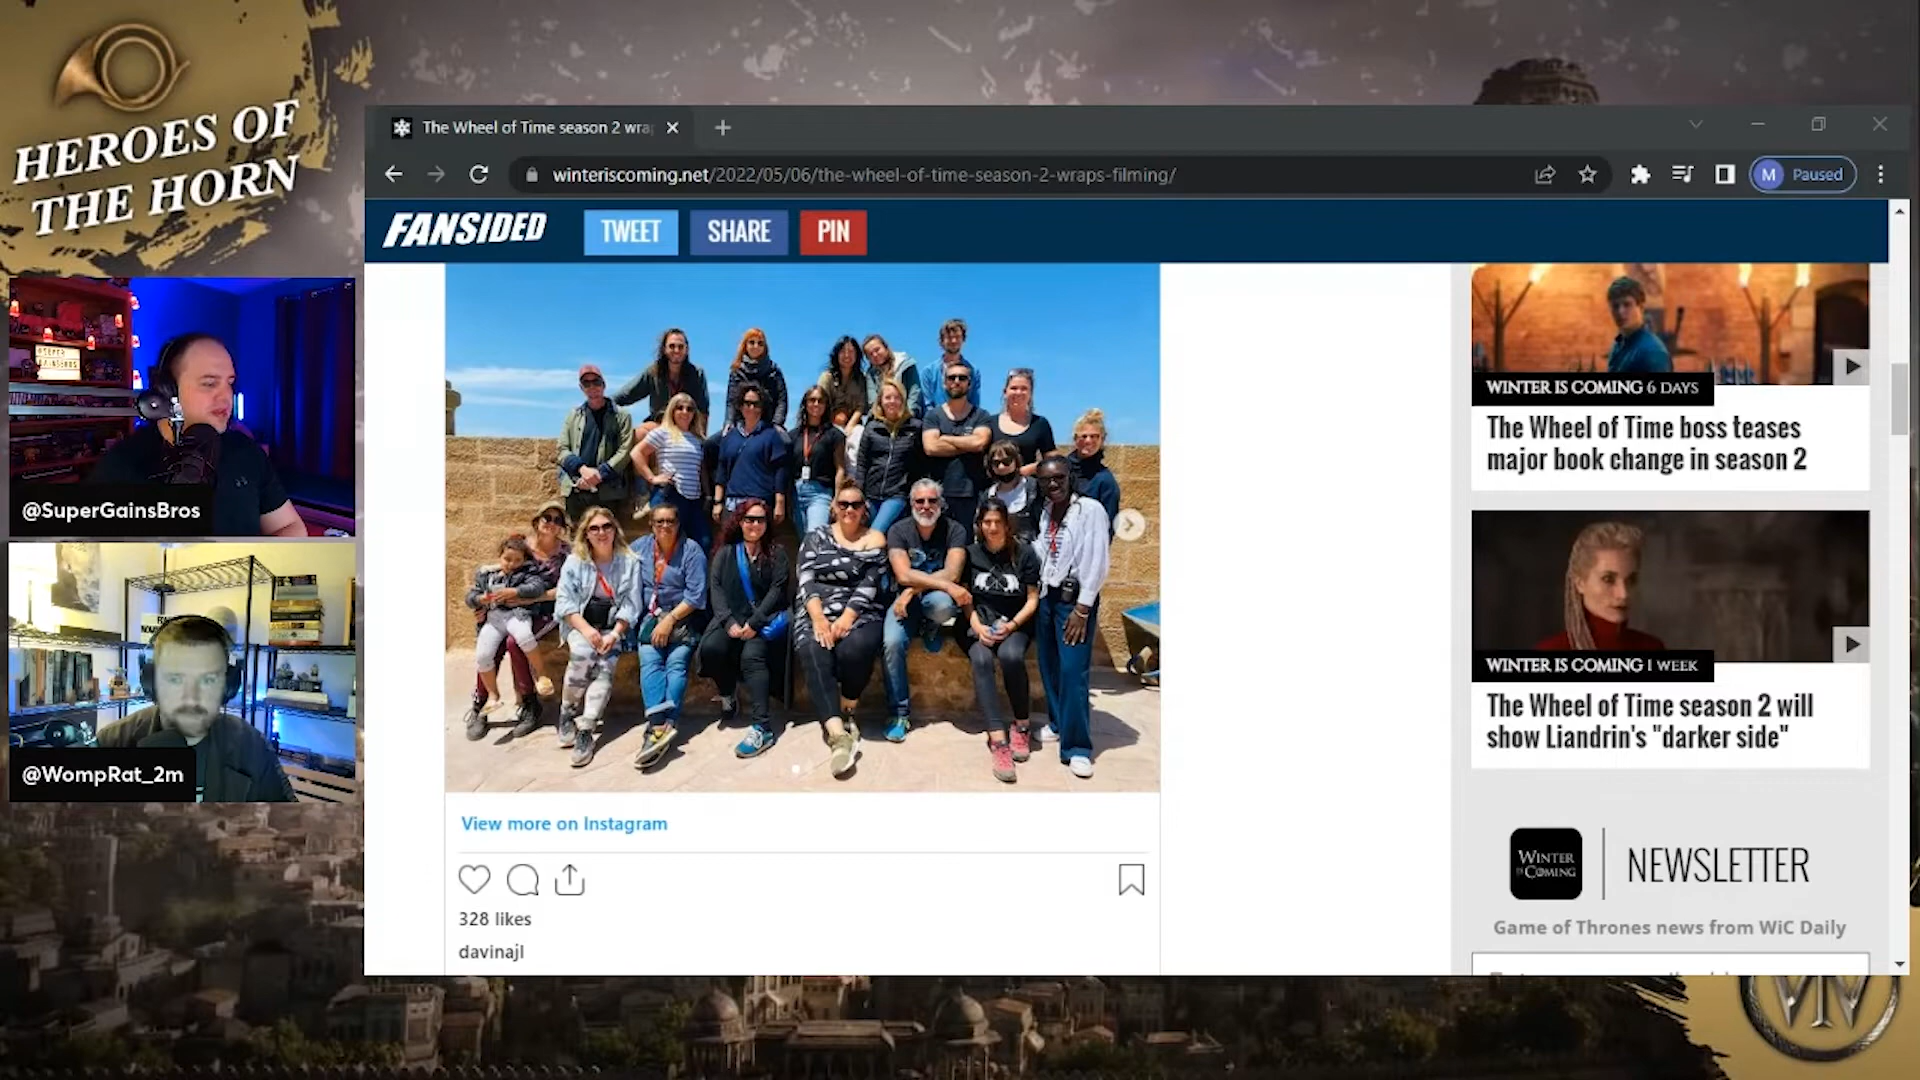 HEROES OF
THE HORN
@SuperGainsBros
@WompRat_2m
The Wheel of Time season 2 wra
winteriscoming.net/2022/05/06/the-wheel-of-time-season-2-wraps-filming/
M Paused
FANSIDED
TWEET
SHARE
PIN
View more on Instagram
328 likes
davinajl
WINTER IS COMING 6 DAYS
The Wheel of Time boss teases
major book change in season 2
WINTER IS COMING 1 WEEK
The Wheel of Time season 2 will
show Liandrin's "darker side"
WINTER
IS COMING
NEWSLETTER
Game of Thrones news from WiC Daily